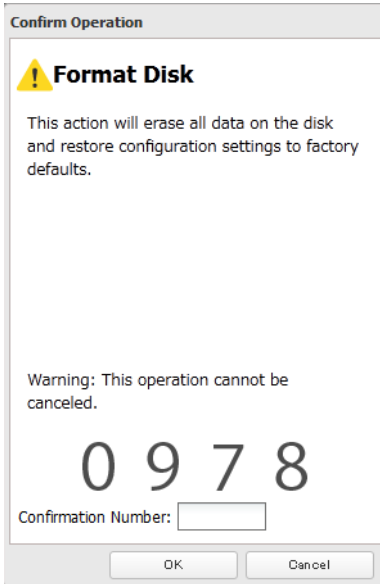 Confirm Operation
Format Disk
This action will erase all data on the disk
and restore configuration settings to factory
defaults.
Warning: This operation cannot be
canceled.
0 9 7 8
Confirmation Number:
OK Cancel